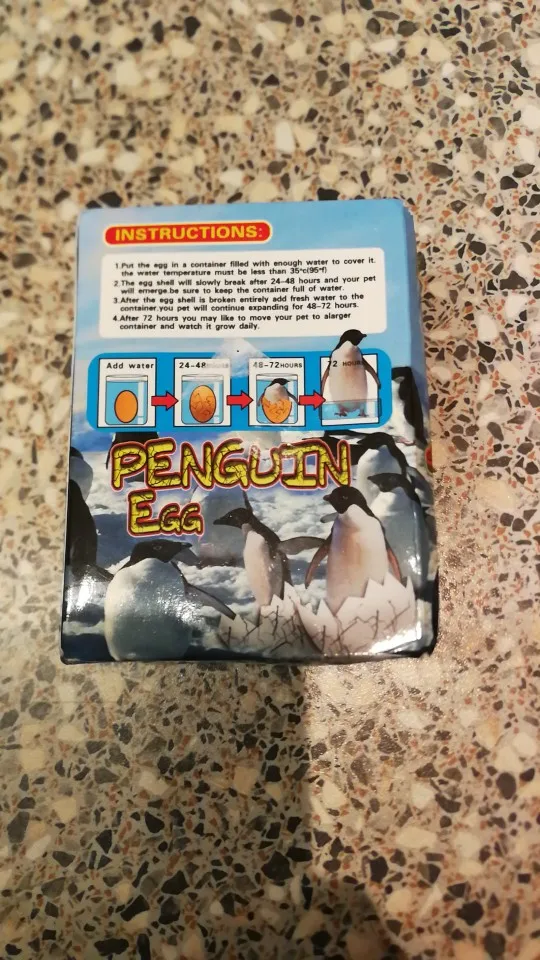 INSTRUCTIONS:
1.Put the egg in a container filled with enough water to cover it.
the water temperature must be less than 35°c(95°f)
2.The egg shell will slowly break after 24-48 hours and your pet
will emerge.be sure to keep the container full of water.
3.After the egg shell is broken entirely add fresh water to the
container.you pet will continue expanding for 48-72 hours.
4.After 72 hours you may like to move your pet to alarger
container and watch it grow daily.
Add water 24-48HOURS 48-72HOURS 72 HOURS
PENGUIN
EGG